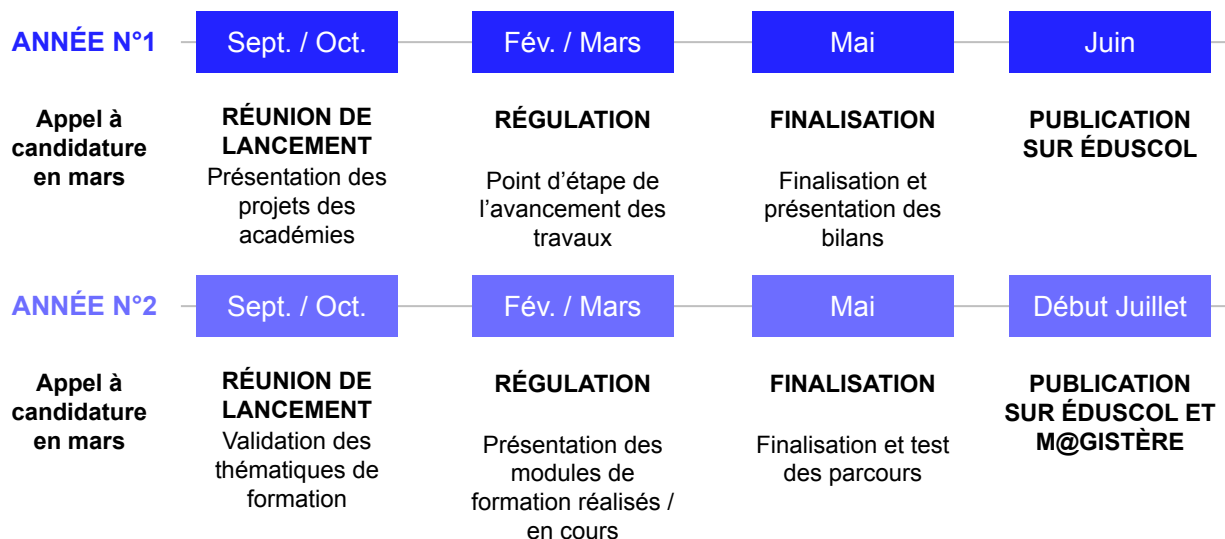 ANNÉE N°1
Sept. / Oct.
Fév. / Mars
Mai
Juin
Appel à
candidature
en mars
RÉUNION DE
LANCEMENT
Présentation des
projets des
académies
RÉGULATION
Point d’étape de
l’avancement des
travaux
FINALISATION
Finalisation et
présentation des
bilans
PUBLICATION
SUR ÉDUSCOL
ANNÉE N°2
Sept. / Oct.
Fév. / Mars
Mai
Début Juillet
Appel à
candidature
en mars
RÉUNION DE
LANCEMENT
Validation des
thématiques de
formation
RÉGULATION
Présentation des
modules de
formation réalisés /
en cours
FINALISATION
Finalisation et test
des parcours
PUBLICATION
SUR ÉDUSCOL ET
M@GISTÈRE